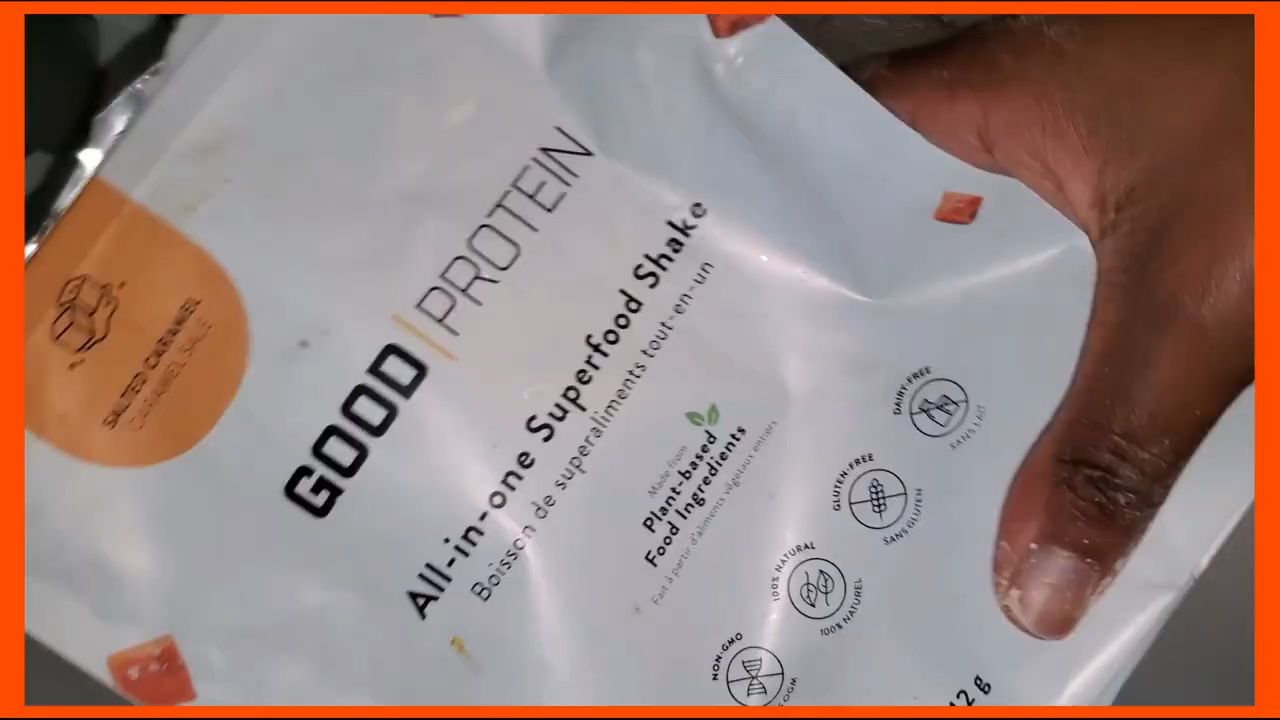 SALTED CARAMEL
CARAMEL SALÉ
GOOD|PROTEIN
All-in-one Superfood Shake
Boisson de superaliments tout-en-un
Made from
Plant-based
Food Ingredients
Fait à partir d'aliments végétaux entiers
DAIRY-FREE
SANS LAIT
GLUTEN-FREE
SANS GLUTEN
100% NATURAL
100% NATUREL
NON-GMO
OGM
12 g